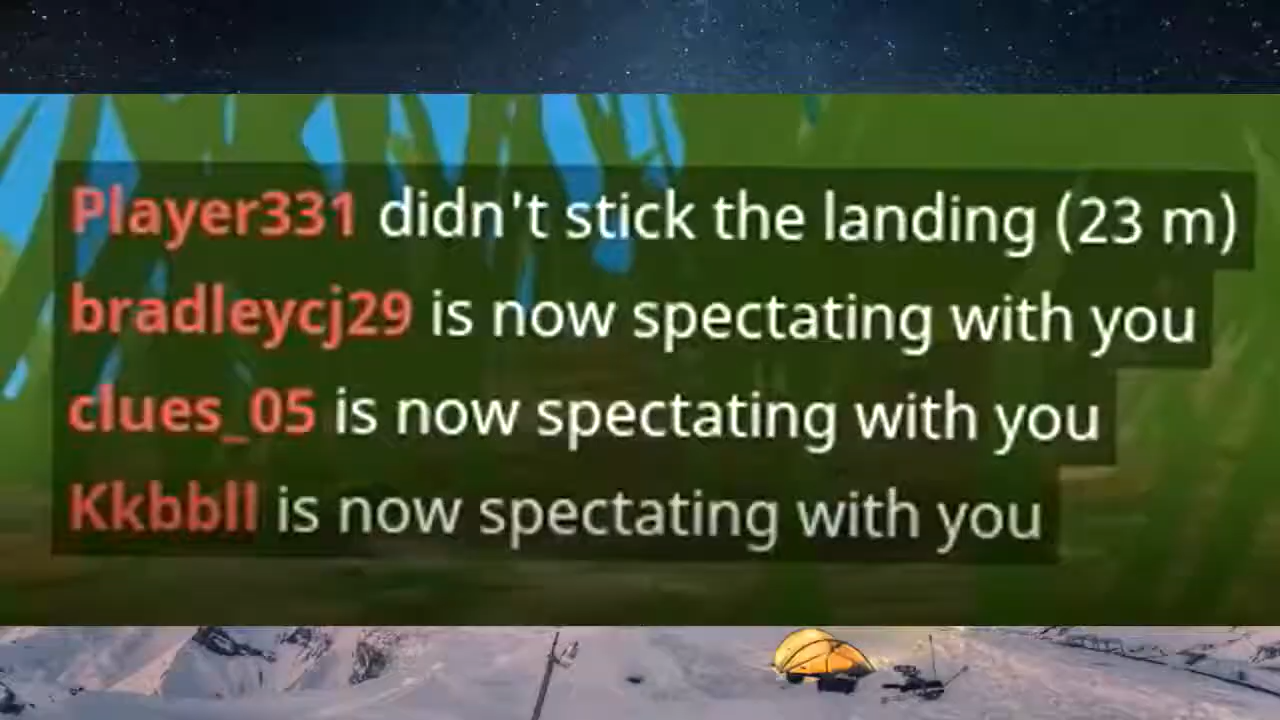 Player331 didn't stick the landing (23 m)
bradleycj29 is now spectating with you
clues_05 is now spectating with you
Kkbbll is now spectating with you